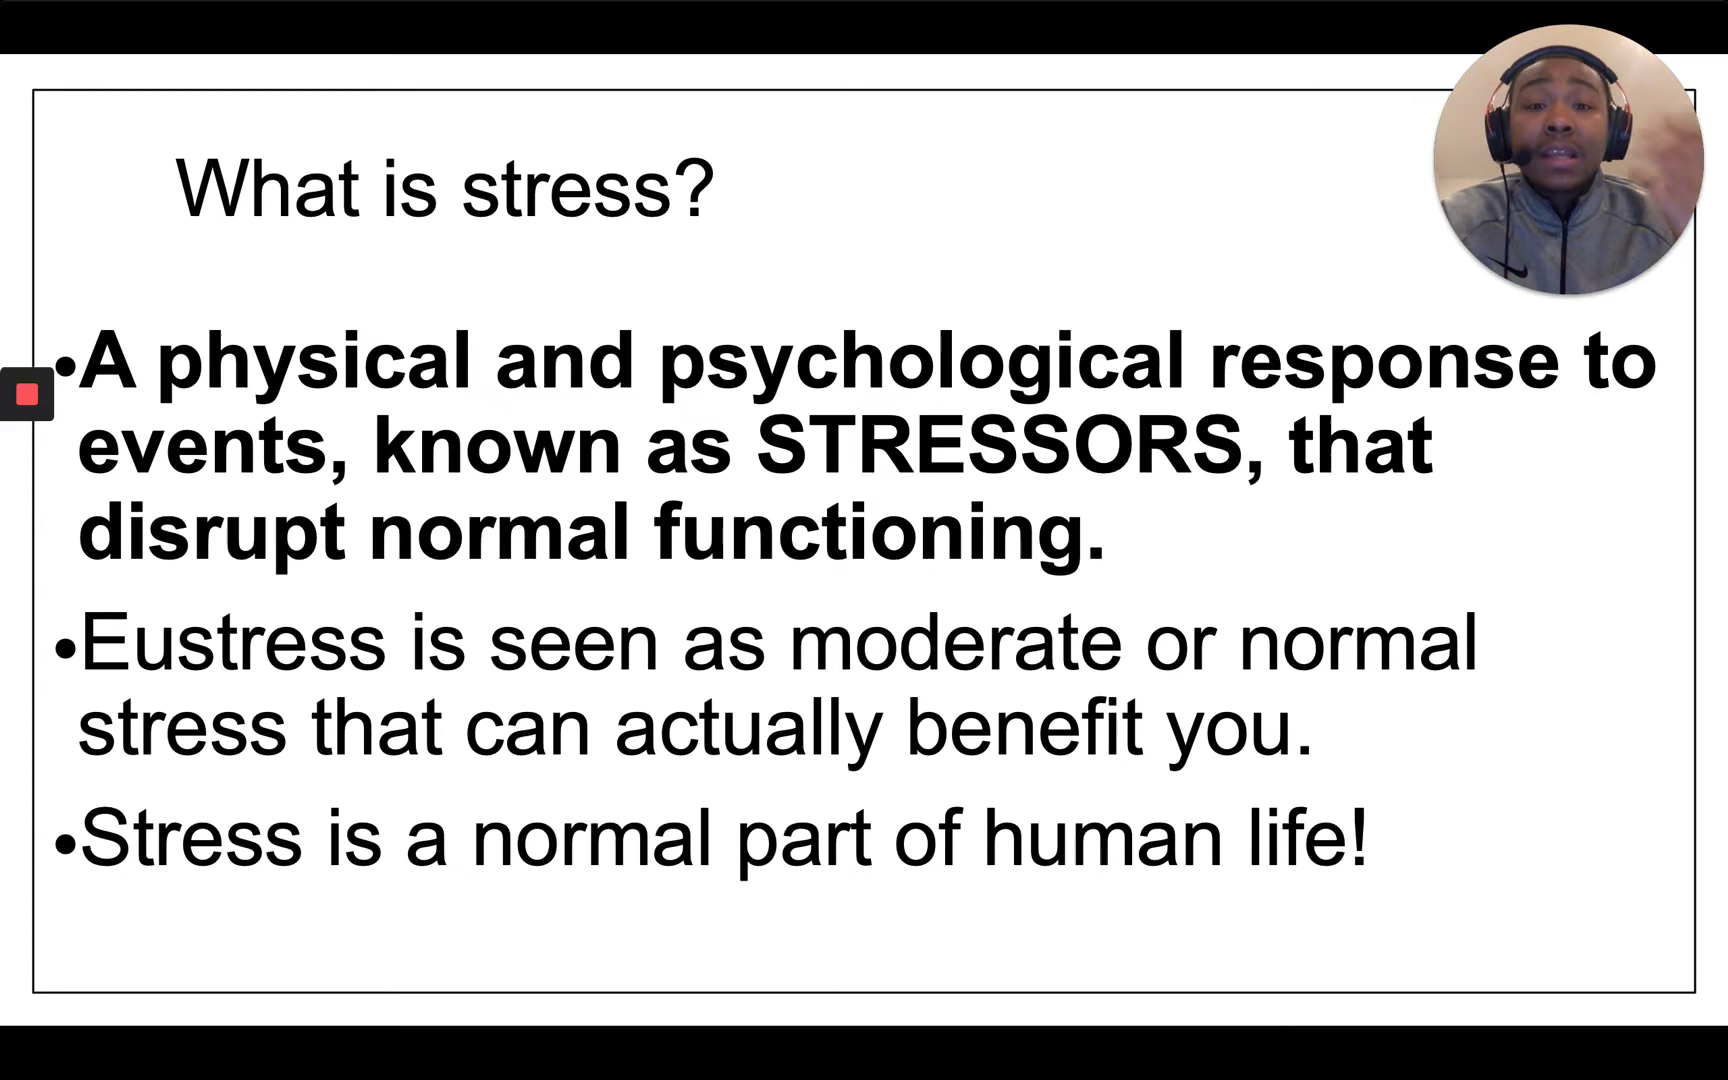 What is stress?
•A physical and psychological response to
events, known as STRESSORS, that
disrupt normal functioning.
•Eustress is seen as moderate or normal
stress that can actually benefit you.
•Stress is a normal part of human life!